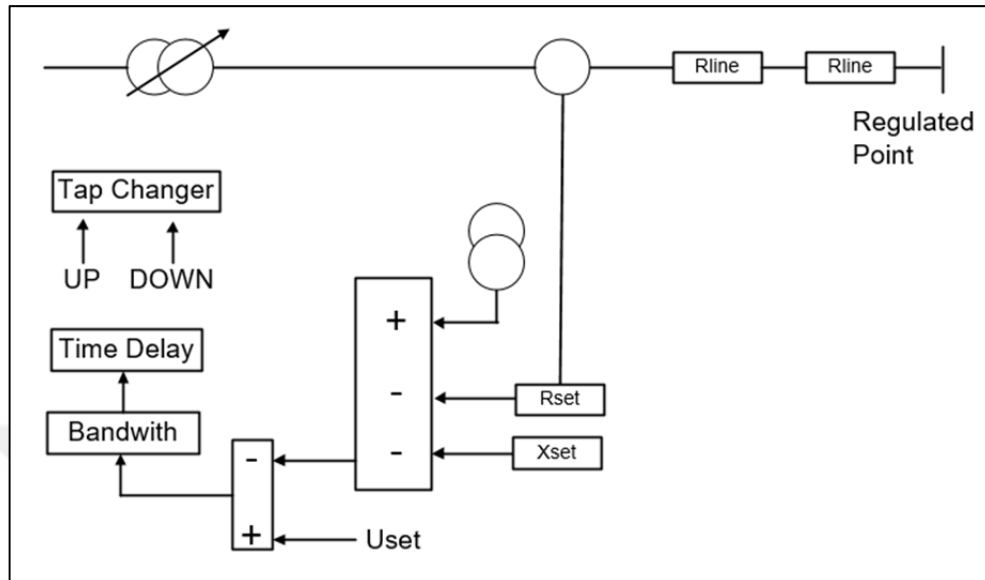 Rline
Rline
Regulated
Point
Tap Changer
UP
DOWN
+
-
-
Rset
Xset
Time Delay
Bandwith
-
+
Uset